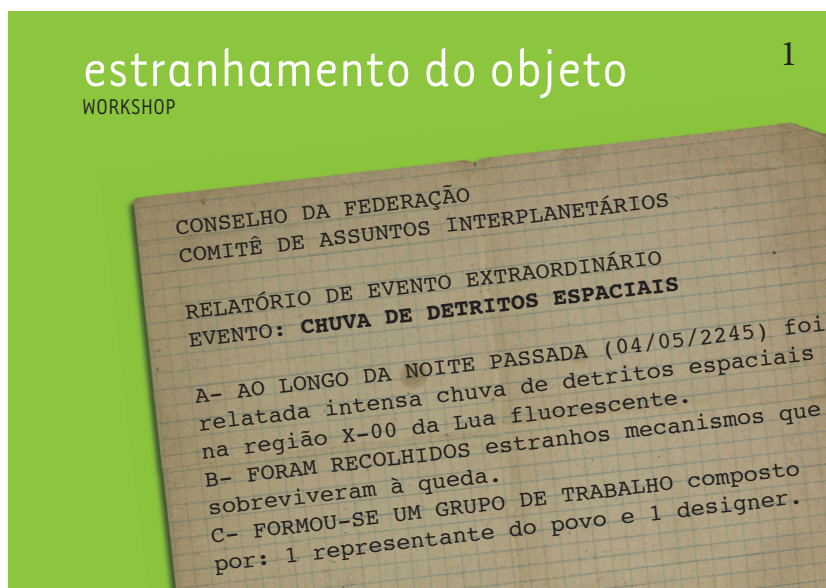 estranhamento do objeto
1
WORKSHOP
CONSELHO DA FEDERAÇÃO
COMITÊ DE ASSUNTOS INTERPLANETÁRIOS
RELATÓRIO DE EVENTO EXTRAORDINÁRIO
EVENTO: CHUVA DE DETRITOS ESPACIAIS
A- AO LONGO DA NOITE PASSADA (04/05/2245) foi
relatada intensa chuva de detritos espaciais
na região X-00 da Lua fluorescente.
B- FORAM RECOLHIDOS estranhos mecanismos que
sobreviveram à queda.
C- FORMOU-SE UM GRUPO DE TRABALHO composto
por: 1 representante do povo e 1 designer.